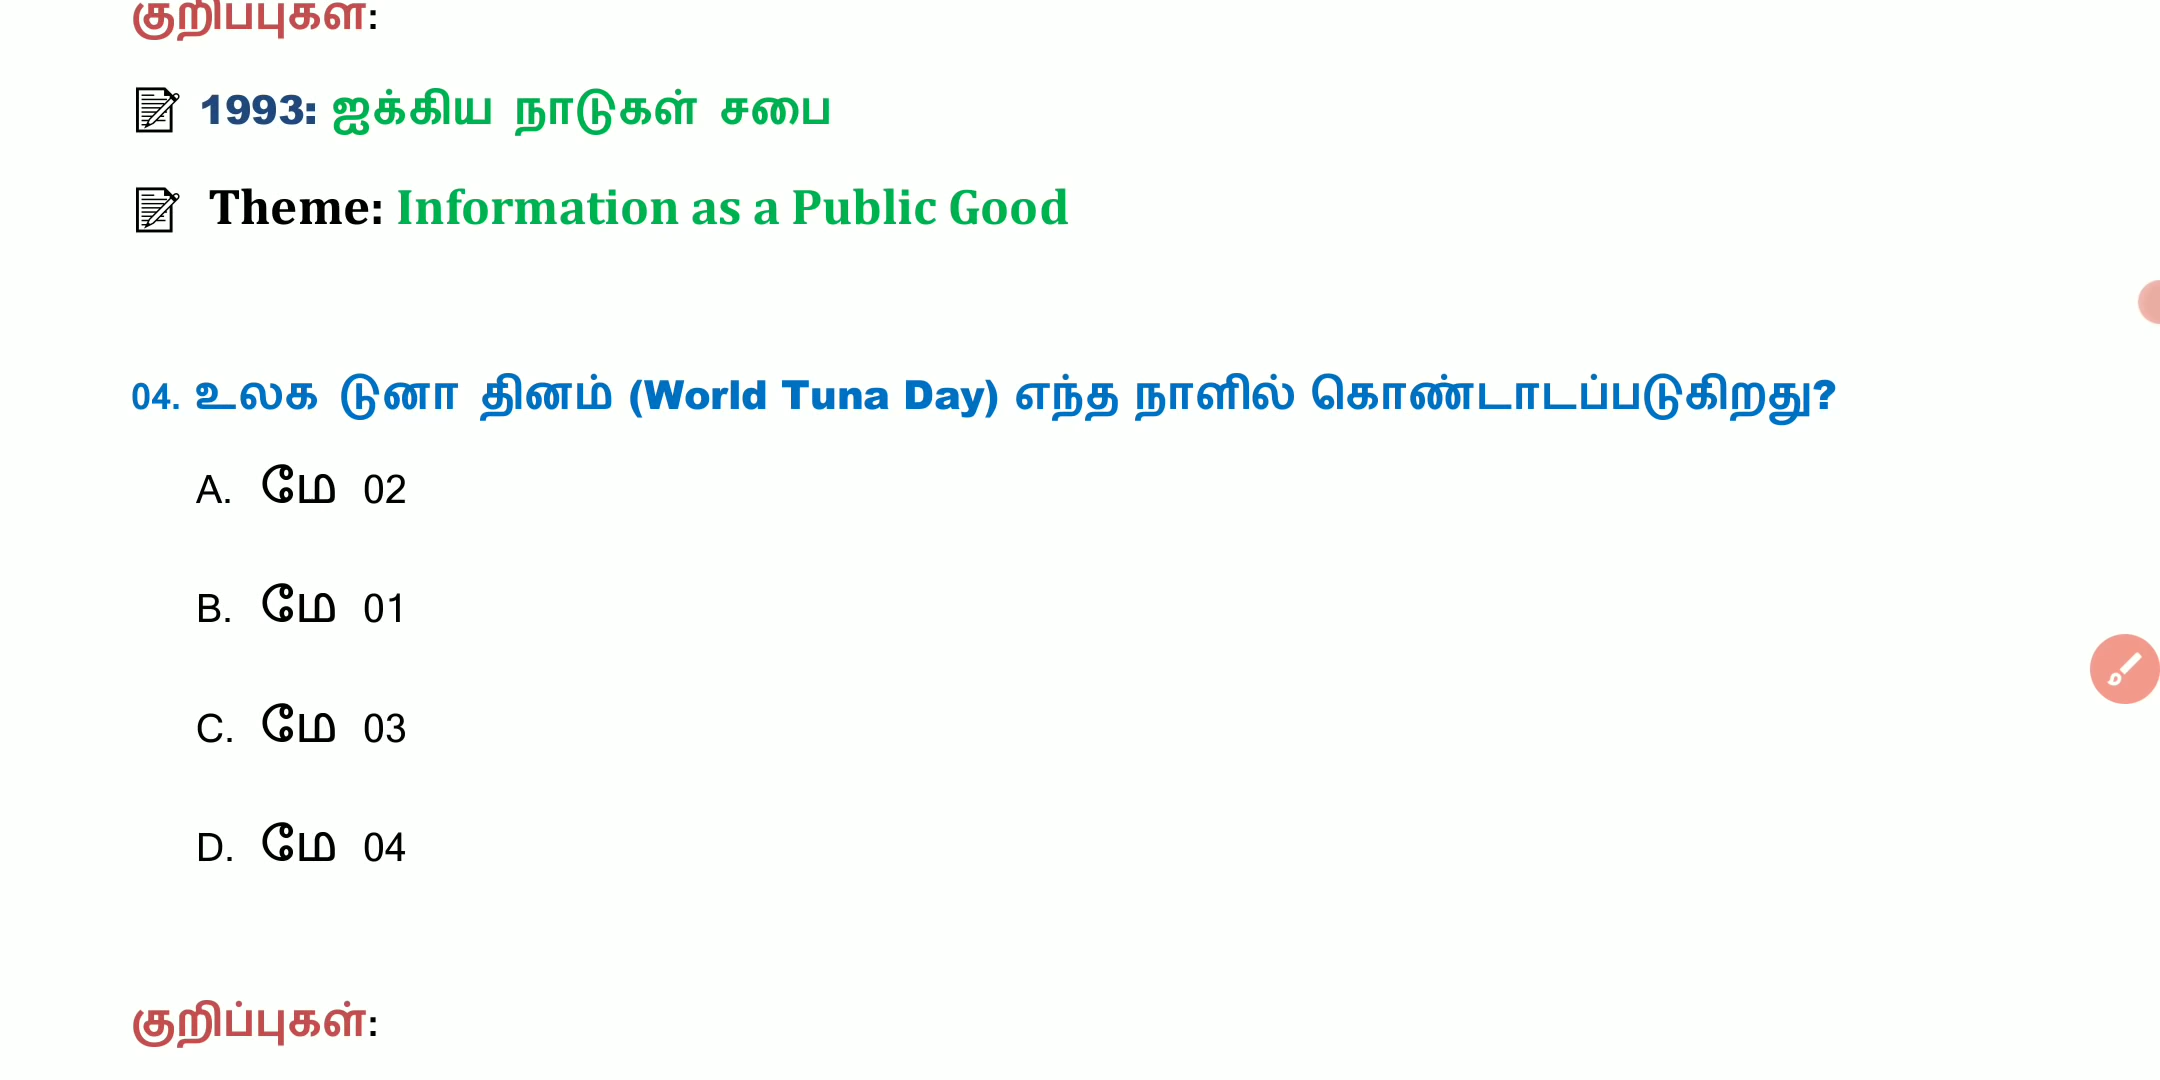 குறிப்புகள்:
1993: ஐக்கிய நாடுகள் சபை
Theme: Information as a Public Good
04. உலக டுனா தினம் (World Tuna Day) எந்த நாளில் கொண்டாடப்படுகிறது?
A. மே 02
B. மே 01
C. மே 03
D. மே 04
குறிப்புகள்: